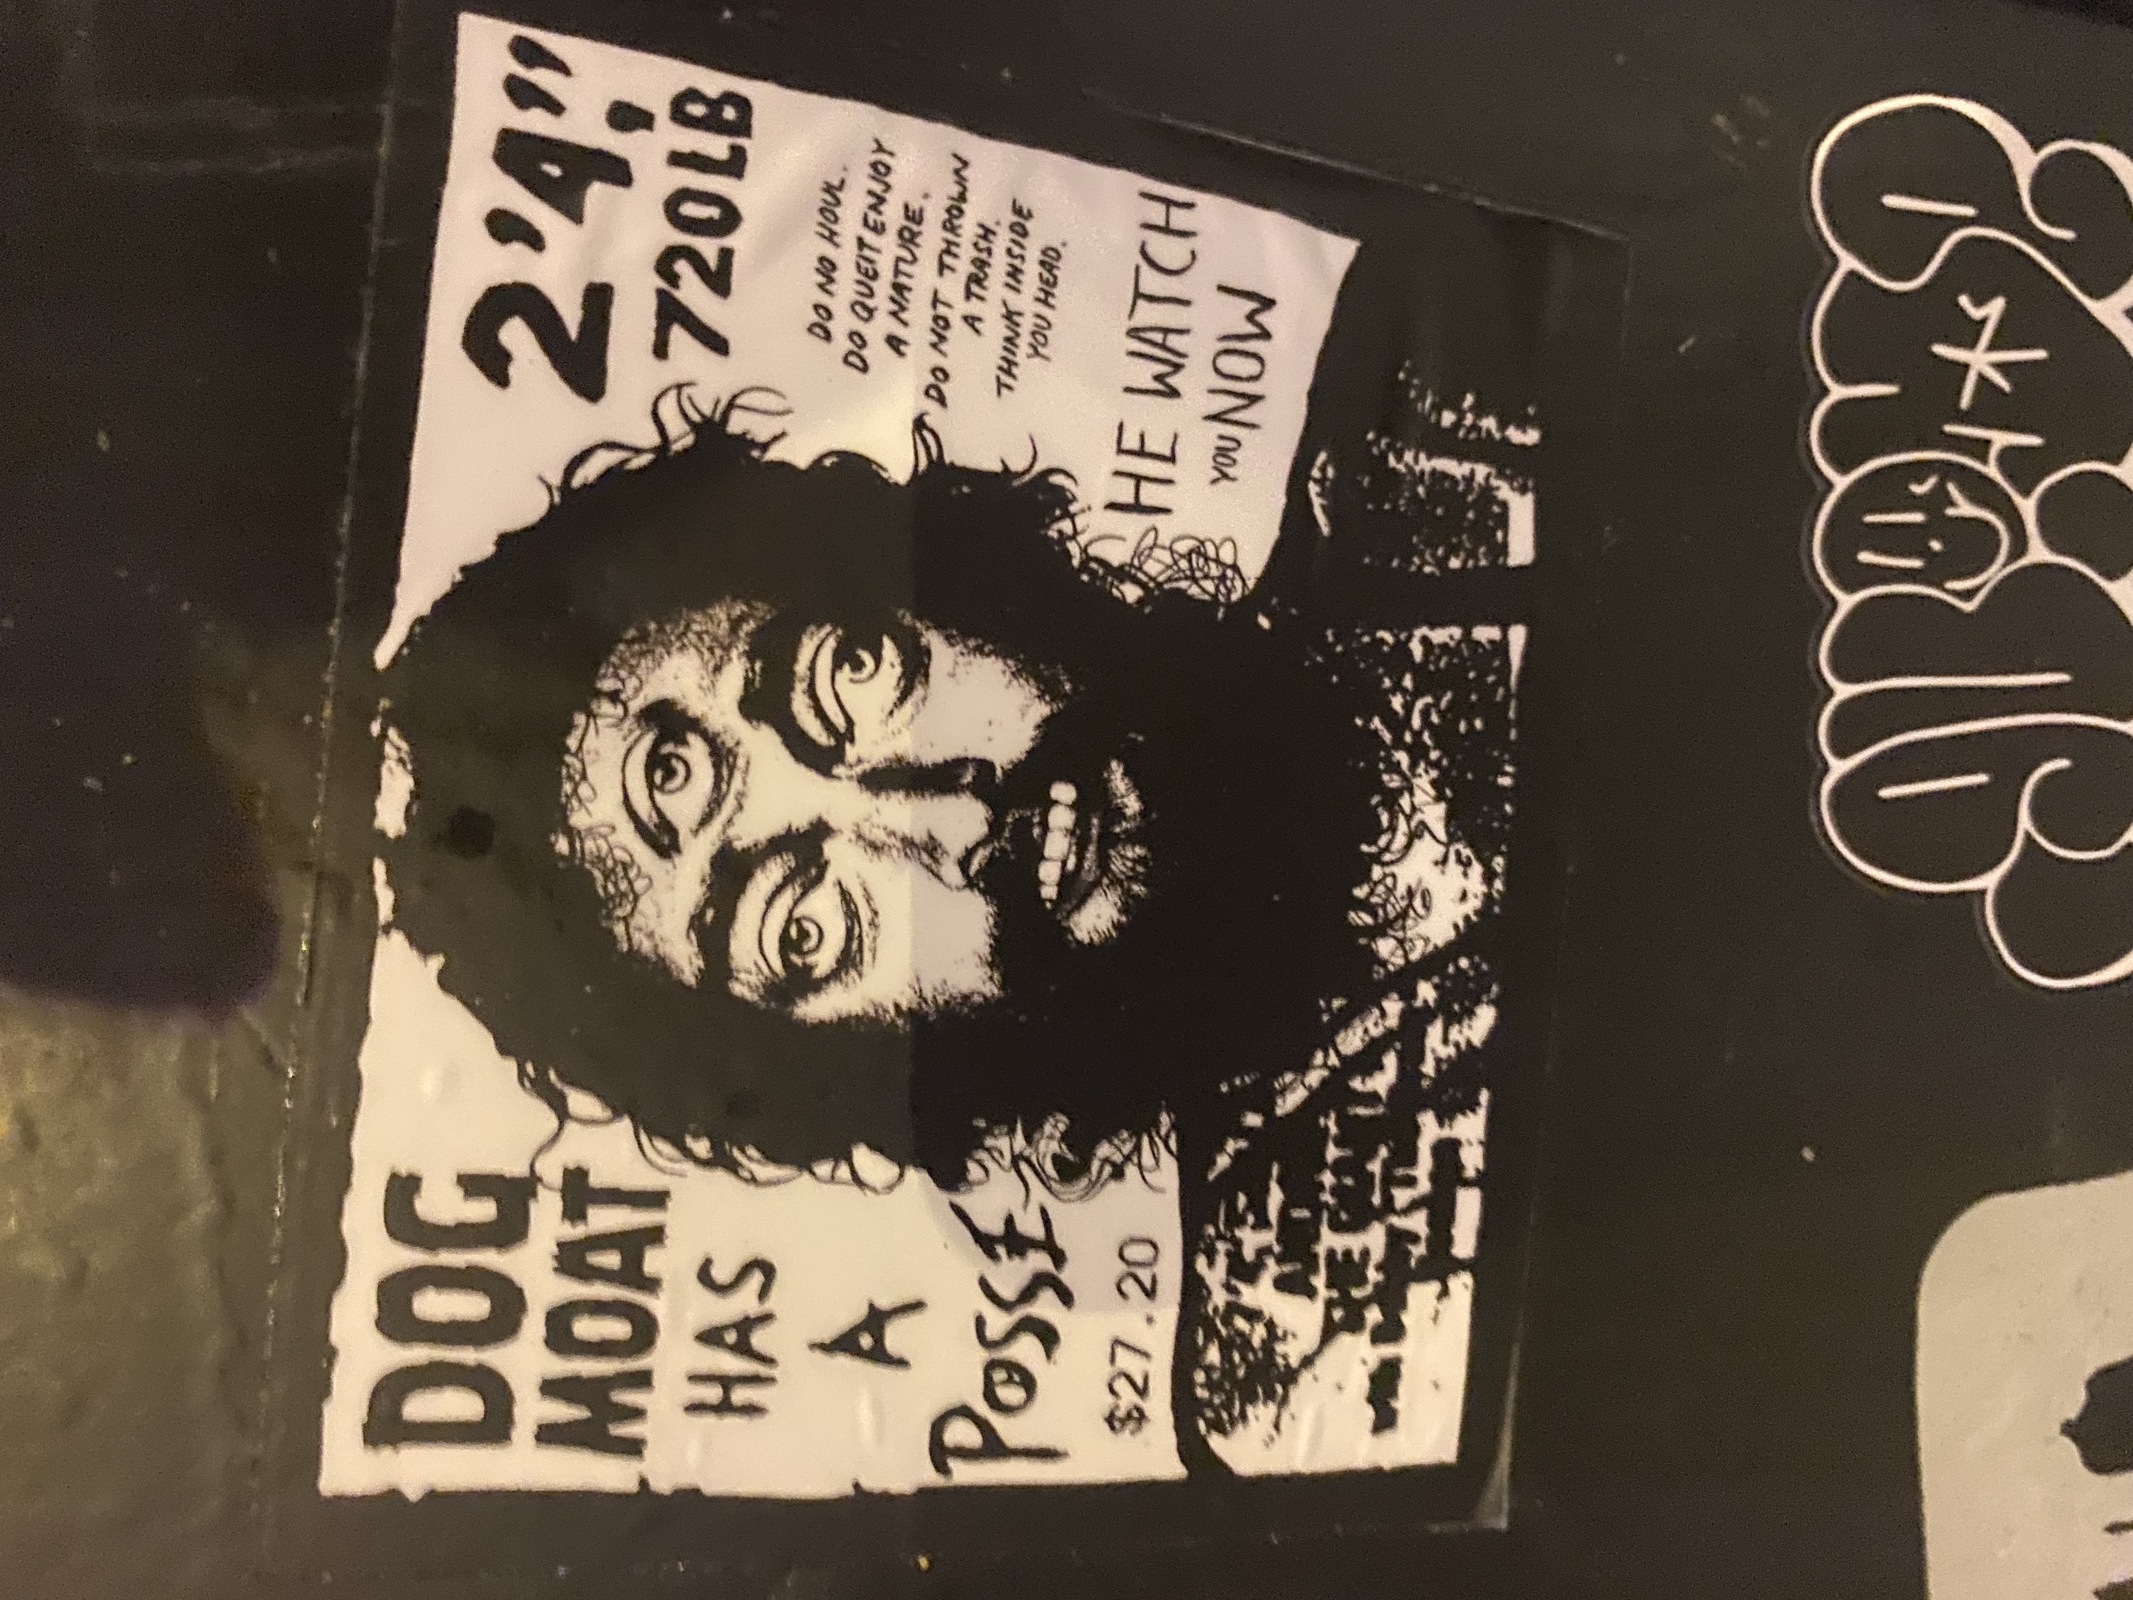 DOG
MOAT
HAS
A
POSSE
$27.20
2'4,"
720LB
DO NO HOUL.
DO QUEIT ENJOY
A NATURE.
DO NOT THROWN
A TRASH.
THINK INSIDE
YOU HEAD.
HE WATCH
YOU NOW